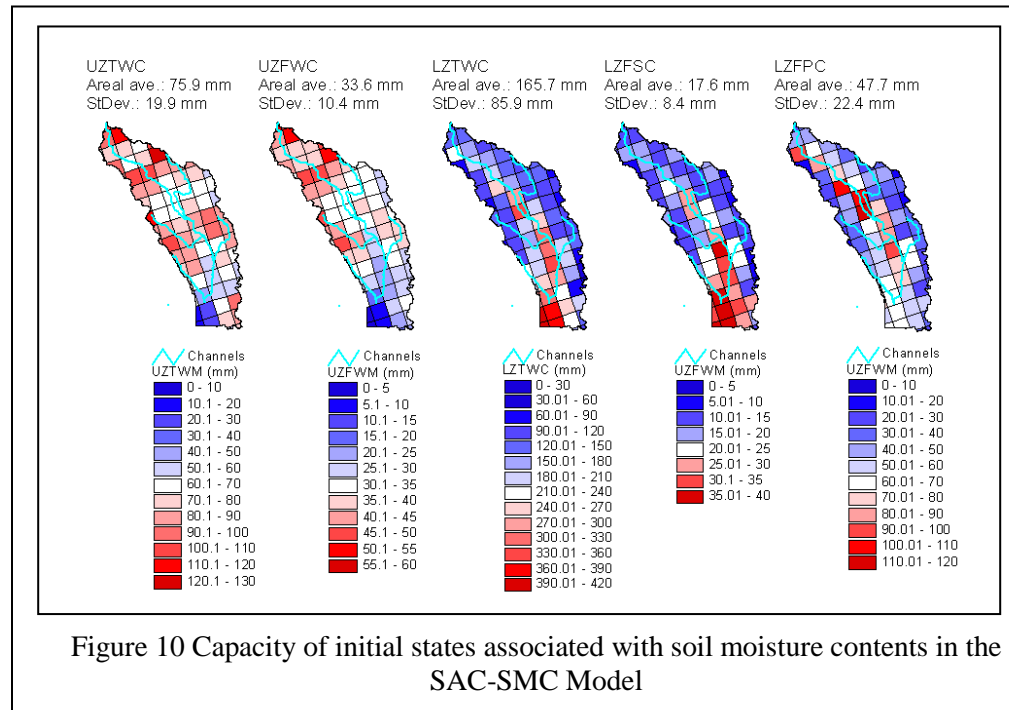 UZTWC
Areal ave.: 75.9 mm
StDev.: 19.9 mm
UZFWC
Areal ave.: 33.6 mm
StDev.: 10.4 mm
LZTWC
Areal ave.: 165.7 mm
StDev.: 85.9 mm
LZFSC
Areal ave.: 17.6 mm
StDev.: 8.4 mm
LZFPC
Areal ave.: 47.7 mm
StDev.: 22.4 mm
Channels
UZTWM (mm)
0 - 10
10.1 - 20
20.1 - 30
30.1 - 40
40.1 - 50
50.1 - 60
60.1 - 70
70.1 - 80
80.1 - 90
90.1 - 100
100.1 - 110
110.1 - 120
120.1 - 130
Channels
UZFWM (mm)
0 - 5
5.1 - 10
10.1 - 15
15.1 - 20
20.1 - 25
25.1 - 30
30.1 - 35
35.1 - 40
40.1 - 45
45.1 - 50
50.1 - 55
55.1 - 60
Channels
LZTWC (mm)
0 - 30
30.01 - 60
60.01 - 90
90.01 - 120
120.01 - 150
150.01 - 180
180.01 - 210
210.01 - 240
240.01 - 270
270.01 - 300
300.01 - 330
330.01 - 360
360.01 - 390
390.01 - 420
Channels
UZFWM (mm)
0 - 5
5.01 - 10
10.01 - 15
15.01 - 20
20.01 - 25
25.01 - 30
30.1 - 35
35.01 - 40
Channels
UZFWM (mm)
0 - 10
10.01 - 20
20.01 - 30
30.01 - 40
40.01 - 50
50.01 - 60
60.01 - 70
70.01 - 80
80.01 - 90
90.01 - 100
100.01 - 110
110.01 - 120
Figure 10 Capacity of initial states associated with soil moisture contents in the
SAC-SMC Model